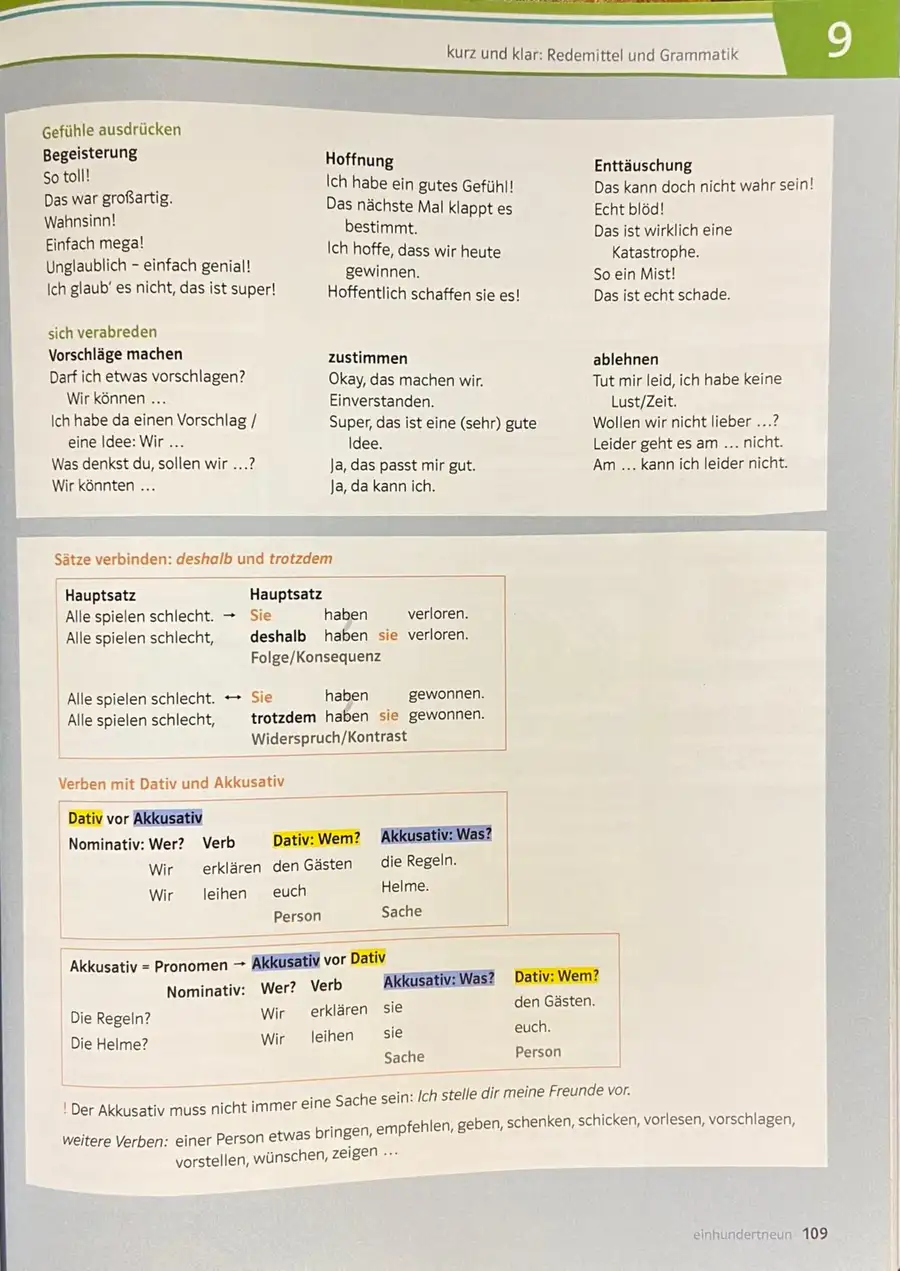 kurz und klar: Redemittel und Grammatik
9
Gefühle ausdrücken
Begeisterung
So toll!
Das war großartig.
Wahnsinn!
Einfach mega!
Unglaublich – einfach genial!
Ich glaub' es nicht, das ist super!
Hoffnung
Ich habe ein gutes Gefühl!
Das nächste Mal klappt es
bestimmt.
Ich hoffe, dass wir heute
gewinnen.
Hoffentlich schaffen sie es!
Enttäuschung
Das kann doch nicht wahr sein!
Echt blöd!
Das ist wirklich eine
Katastrophe.
So ein Mist!
Das ist echt schade.
sich verabreden
Vorschläge machen
Darf ich etwas vorschlagen?
Wir können ...
Ich habe da einen Vorschlag /
eine Idee: Wir ...
Was denkst du, sollen wir ...?
Wir könnten ...
zustimmen
Okay, das machen wir.
Einverstanden.
Super, das ist eine (sehr) gute
Idee.
Ja, das passt mir gut.
Ja, da kann ich.
ablehnen
Tut mir leid, ich habe keine
Lust/Zeit.
Wollen wir nicht lieber ...?
Leider geht es am ... nicht.
Am ... kann ich leider nicht.
Sätze verbinden: deshalb und trotzdem
Hauptsatz Hauptsatz
Alle spielen schlecht. → Sie haben verloren.
Alle spielen schlecht, deshalb haben sie verloren.
Folge/Konsequenz
Alle spielen schlecht. ↔ Sie haben gewonnen.
Alle spielen schlecht, trotzdem haben sie gewonnen.
Widerspruch/Kontrast
Verben mit Dativ und Akkusativ
Dativ vor Akkusativ
Nominativ: Wer? Verb Dativ: Wem? Akkusativ: Was?
Wir erklären den Gästen die Regeln.
Wir leihen euch Helme.
Person Sache
Akkusativ = Pronomen → Akkusativ vor Dativ
Nominativ: Wer? Verb Akkusativ: Was? Dativ: Wem?
Die Regeln? Wir erklären sie den Gästen.
Die Helme? Wir leihen sie euch.
Sache Person
! Der Akkusativ muss nicht immer eine Sache sein: Ich stelle dir meine Freunde vor.
weitere Verben: einer Person etwas bringen, empfehlen, geben, schenken, schicken, vorlesen, vorschlagen,
vorstellen, wünschen, zeigen ...
einhundertneun 109